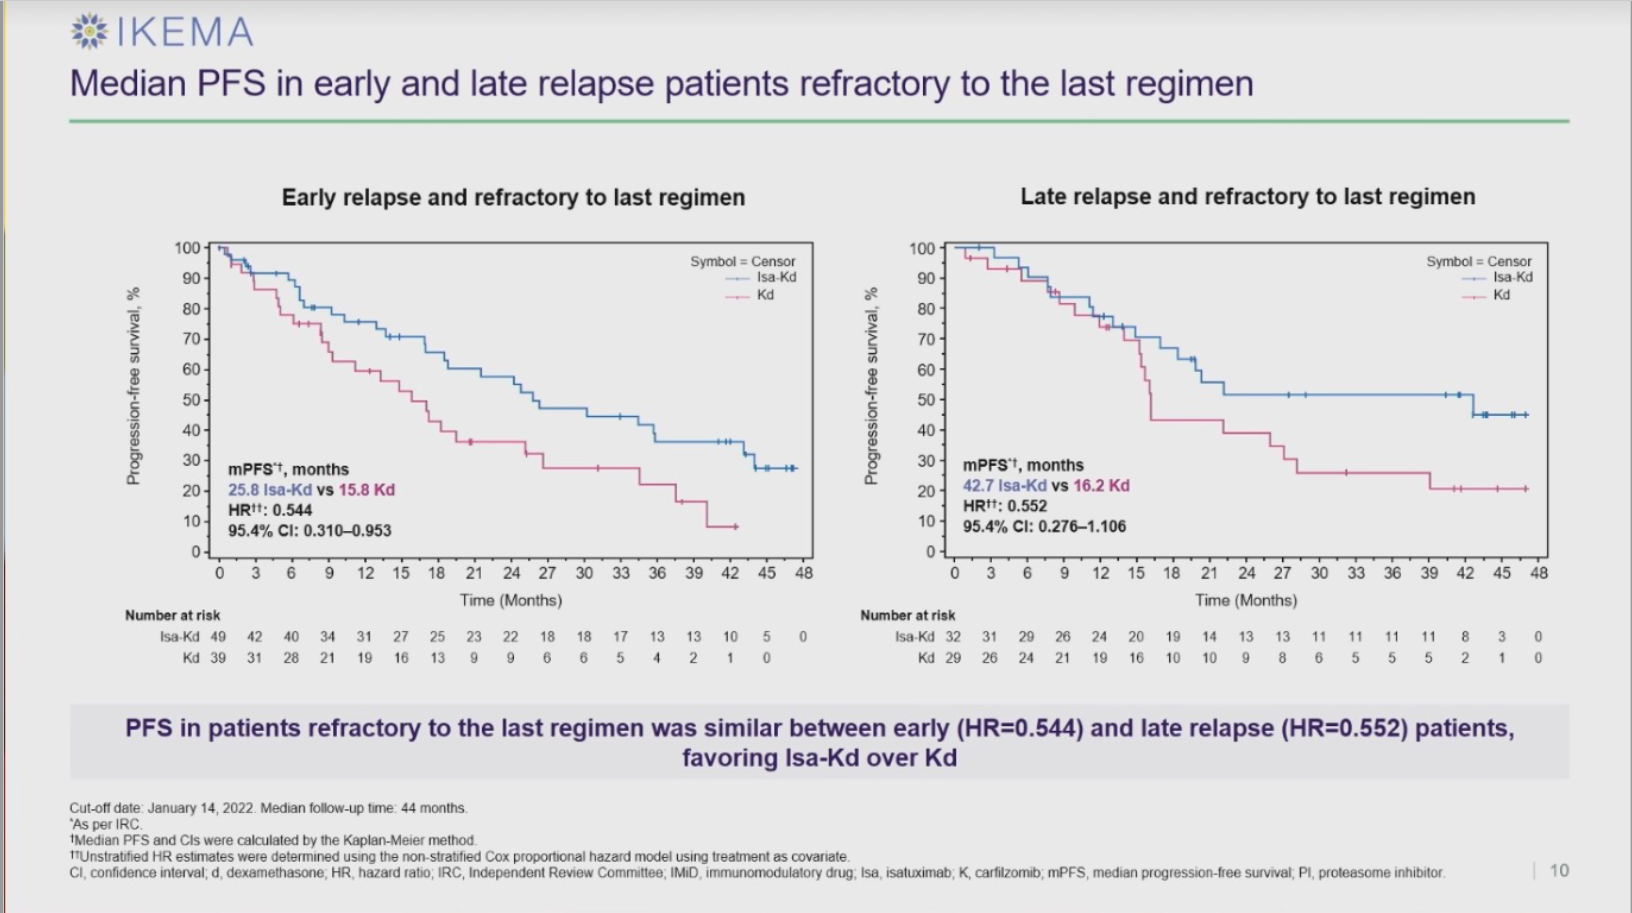 IKEMA
Median PFS in early and late relapse patients refractory to the last regimen
Early relapse and refractory to last regimen
100
90
80
70
60
50
40
30
20
10
0
Progression-free survival, %
Symbol = Censor
Isa-Kd
Kd
mPFS*†, months
25.8 Isa-Kd vs 15.8 Kd
HR††: 0.544
95.4% CI: 0.310–0.953
0 3 6 9 12 15 18 21 24 27 30 33 36 39 42 45 48
Time (Months)
Number at risk
Isa-Kd 49 42 40 34 31 27 25 23 22 18 18 17 13 13 10 5 0
Kd 39 31 28 21 19 16 13 9 9 6 6 5 4 2 1 0
Late relapse and refractory to last regimen
100
90
80
70
60
50
40
30
20
10
0
Progression-free survival, %
Symbol = Censor
Isa-Kd
Kd
mPFS*†, months
42.7 Isa-Kd vs 16.2 Kd
HR††: 0.552
95.4% CI: 0.276–1.106
0 3 6 9 12 15 18 21 24 27 30 33 36 39 42 45 48
Time (Months)
Number at risk
Isa-Kd 32 31 29 26 24 20 19 14 13 13 11 11 11 11 8 3 0
Kd 29 26 24 21 19 16 10 10 9 8 6 5 5 5 2 1 0
PFS in patients refractory to the last regimen was similar between early (HR=0.544) and late relapse (HR=0.552) patients,
favoring Isa-Kd over Kd
Cut-off date: January 14, 2022. Median follow-up time: 44 months.
*As per IRC.
†Median PFS and CIs were calculated by the Kaplan-Meier method.
††Unstratified HR estimates were determined using the non-stratified Cox proportional hazard model using treatment as covariate.
CI, confidence interval; d, dexamethasone; HR, hazard ratio; IRC, Independent Review Committee; IMiD, immunomodulatory drug; Isa, isatuximab; K, carfilzomib; mPFS, median progression-free survival; PI, proteasome inhibitor.
10